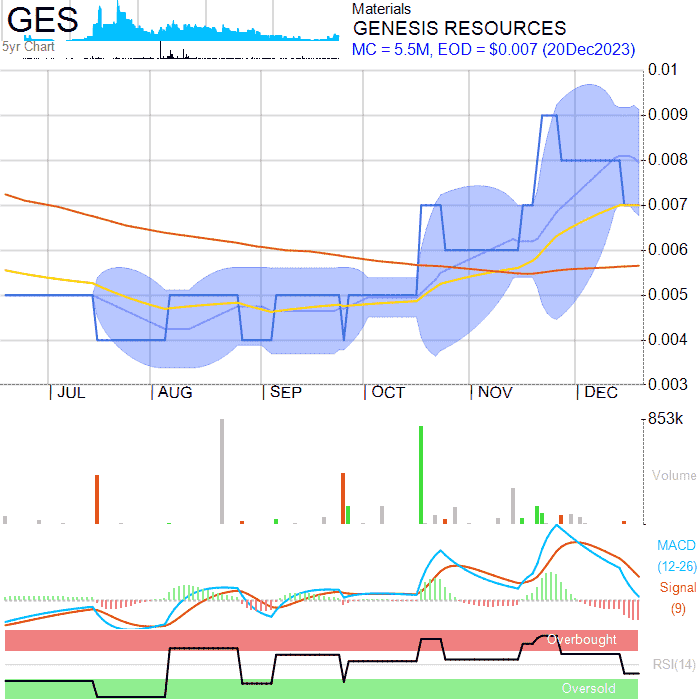 GES
5yr Chart
Materials
GENESIS RESOURCES
MC = 5.5M, EOD = $0.007 (20Dec2023)
0.01
0.009
0.008
0.007
0.006
0.005
0.004
0.003
JUL AUG SEP OCT NOV DEC
853k
Volume
MACD
(12-26)
Signal
(9)
Overbought
RSI(14)
Oversold